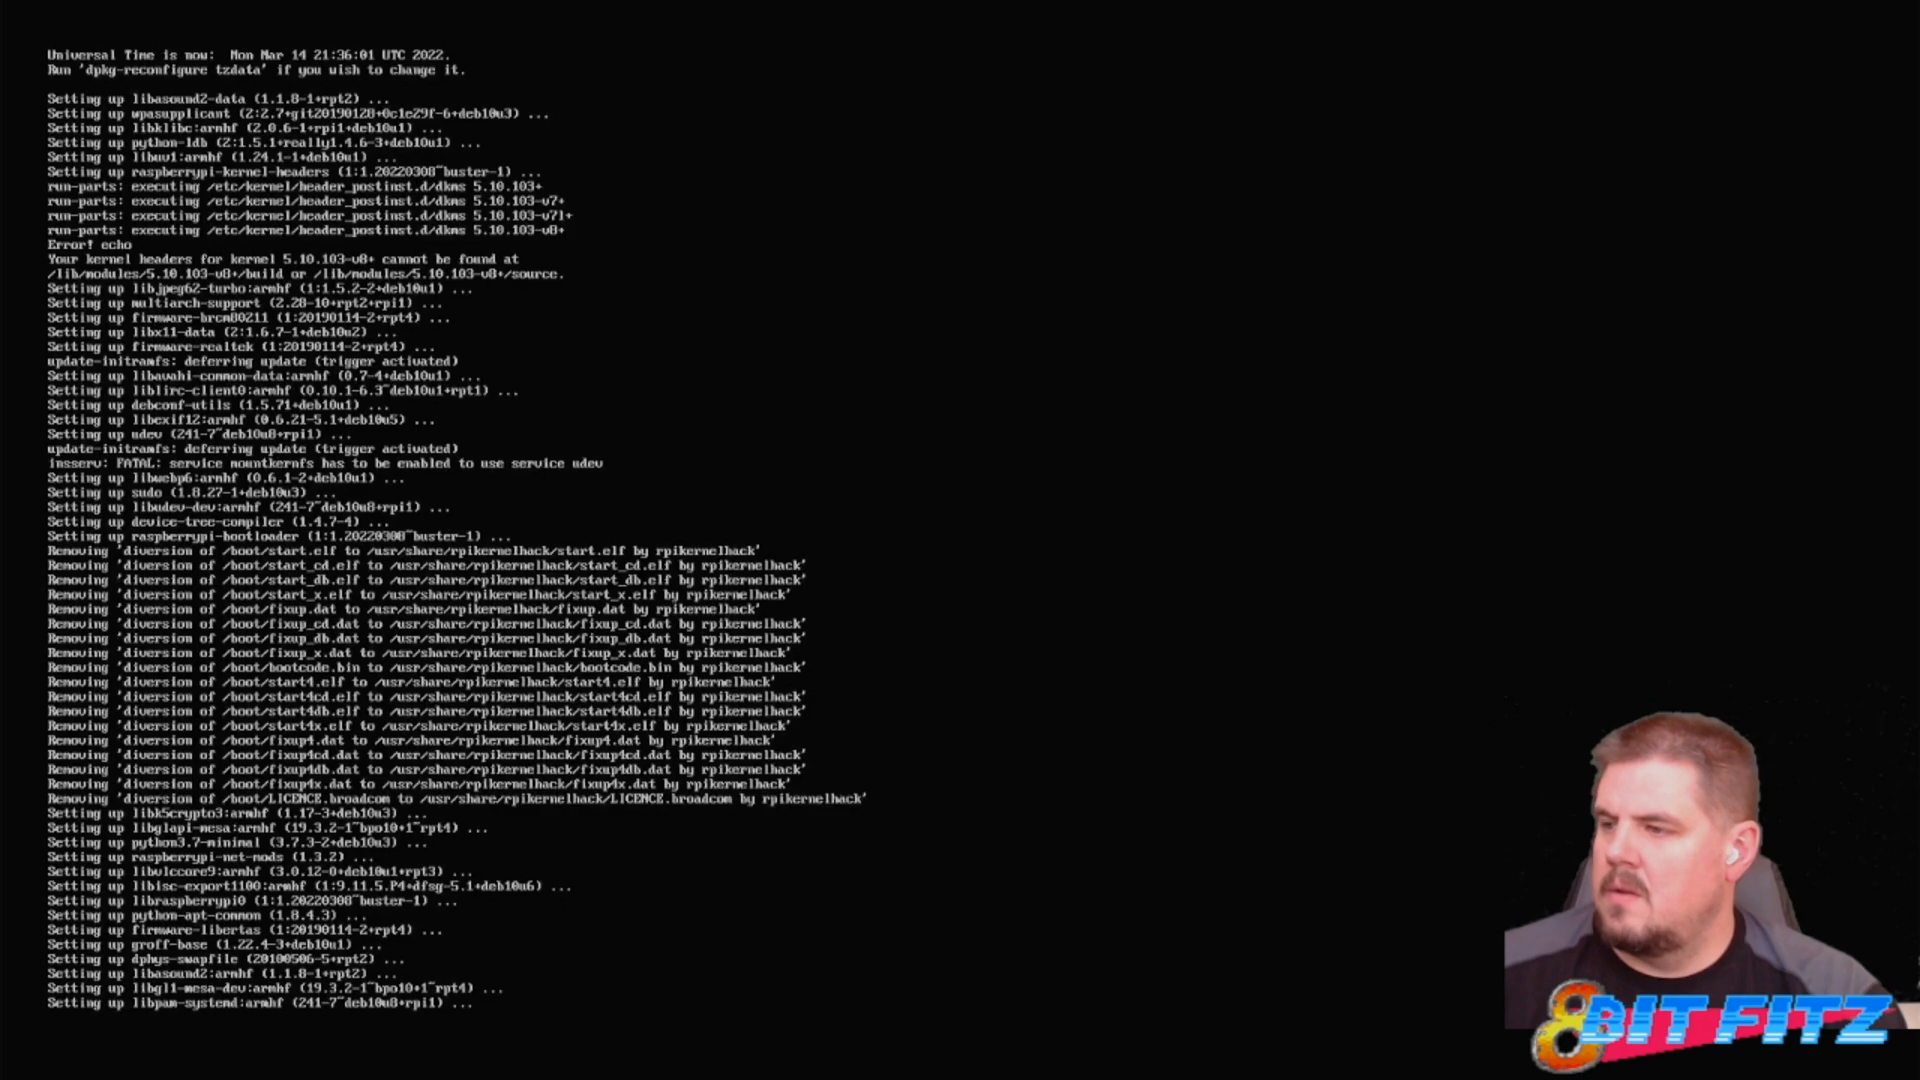 Universal Time is now:  Mon Mar 14 21:36:01 UTC 2022.
Run 'dpkg-reconfigure tzdata' if you wish to change it.
Setting up libasound2-data (1.1.8-1+rpt2) ...
Setting up wpasupplicant (2:2.7+git20190128+0c1e29f-6+deb10u3) ...
Setting up libklibc:armhf (2.0.6-1+rpi1+deb10u1) ...
Setting up python-ldb (2:1.5.1+really1.4.6-3+deb10u1) ...
Setting up libuv1:armhf (1.24.1-1+deb10u1) ...
Setting up raspberrypi-kernel-headers (1:1.20220308~buster-1) ...
run-parts: executing /etc/kernel/header_postinst.d/dkms 5.10.103+
run-parts: executing /etc/kernel/header_postinst.d/dkms 5.10.103-v7+
run-parts: executing /etc/kernel/header_postinst.d/dkms 5.10.103-v7l+
run-parts: executing /etc/kernel/header_postinst.d/dkms 5.10.103-v8+
Error! echo
Your kernel headers for kernel 5.10.103-v8+ cannot be found at
/lib/modules/5.10.103-v8+/build or /lib/modules/5.10.103-v8+/source.
Setting up libjpeg62-turbo:armhf (1:1.5.2-2+deb10u1) ...
Setting up multiarch-support (2.28-10+rpt2+rpi1) ...
Setting up firmware-brcm80211 (1:20190114-2+rpt4) ...
Setting up libx11-data (2:1.6.7-1+deb10u2) ...
Setting up firmware-realtek (1:20190114-2+rpt4) ...
update-initramfs: deferring update (trigger activated)
Setting up libavahi-common-data:armhf (0.7-4+deb10u1) ...
Setting up liblirc-client0:armhf (0.10.1-6.3~deb10u1+rpt1) ...
Setting up debconf-utils (1.5.71+deb10u1) ...
Setting up libexif12:armhf (0.6.21-5.1+deb10u5) ...
Setting up udev (241-7~deb10u8+rpi1) ...
update-initramfs: deferring update (trigger activated)
insserv: FATAL: service mountkernfs has to be enabled to use service udev
Setting up libwebp6:armhf (0.6.1-2+deb10u1) ...
Setting up sudo (1.8.27-1+deb10u3) ...
Setting up libudev-dev:armhf (241-7~deb10u8+rpi1) ...
Setting up device-tree-compiler (1.4.7-4) ...
Setting up raspberrypi-bootloader (1:1.20220308~buster-1) ...
Removing 'diversion of /boot/start.elf to /usr/share/rpikernelhack/start.elf by rpikernelhack'
Removing 'diversion of /boot/start_cd.elf to /usr/share/rpikernelhack/start_cd.elf by rpikernelhack'
Removing 'diversion of /boot/start_db.elf to /usr/share/rpikernelhack/start_db.elf by rpikernelhack'
Removing 'diversion of /boot/start_x.elf to /usr/share/rpikernelhack/start_x.elf by rpikernelhack'
Removing 'diversion of /boot/fixup.dat to /usr/share/rpikernelhack/fixup.dat by rpikernelhack'
Removing 'diversion of /boot/fixup_cd.dat to /usr/share/rpikernelhack/fixup_cd.dat by rpikernelhack'
Removing 'diversion of /boot/fixup_db.dat to /usr/share/rpikernelhack/fixup_db.dat by rpikernelhack'
Removing 'diversion of /boot/fixup_x.dat to /usr/share/rpikernelhack/fixup_x.dat by rpikernelhack'
Removing 'diversion of /boot/bootcode.bin to /usr/share/rpikernelhack/bootcode.bin by rpikernelhack'
Removing 'diversion of /boot/start4.elf to /usr/share/rpikernelhack/start4.elf by rpikernelhack'
Removing 'diversion of /boot/start4cd.elf to /usr/share/rpikernelhack/start4cd.elf by rpikernelhack'
Removing 'diversion of /boot/start4db.elf to /usr/share/rpikernelhack/start4db.elf by rpikernelhack'
Removing 'diversion of /boot/start4x.elf to /usr/share/rpikernelhack/start4x.elf by rpikernelhack'
Removing 'diversion of /boot/fixup4.dat to /usr/share/rpikernelhack/fixup4.dat by rpikernelhack'
Removing 'diversion of /boot/fixup4cd.dat to /usr/share/rpikernelhack/fixup4cd.dat by rpikernelhack'
Removing 'diversion of /boot/fixup4db.dat to /usr/share/rpikernelhack/fixup4db.dat by rpikernelhack'
Removing 'diversion of /boot/fixup4x.dat to /usr/share/rpikernelhack/fixup4x.dat by rpikernelhack'
Removing 'diversion of /boot/LICENCE.broadcom to /usr/share/rpikernelhack/LICENCE.broadcom by rpikernelhack'
Setting up libk5crypto3:armhf (1.17-3+deb10u3) ...
Setting up libglapi-mesa:armhf (19.3.2-1~bpo10+1~rpt4) ...
Setting up python3.7-minimal (3.7.3-2+deb10u3) ...
Setting up raspberrypi-net-mods (1.3.2) ...
Setting up libvlccore9:armhf (3.0.12-0+deb10u1+rpt3) ...
Setting up libisc-export1100:armhf (1:9.11.5.P4+dfsg-5.1+deb10u6) ...
Setting up libraspberrypi0 (1:1.20220308~buster-1) ...
Setting up python-apt-common (1.8.4.3) ...
Setting up firmware-libertas (1:20190114-2+rpt4) ...
Setting up groff-base (1.22.4-3+deb10u1) ...
Setting up dphys-swapfile (20100506-5+rpt2) ...
Setting up libasound2:armhf (1.1.8-1+rpt2) ...
Setting up libgl1-mesa-dev:armhf (19.3.2-1~bpo10+1~rpt4) ...
Setting up libpam-systemd:armhf (241-7~deb10u8+rpi1) ...
8BIT FITZ